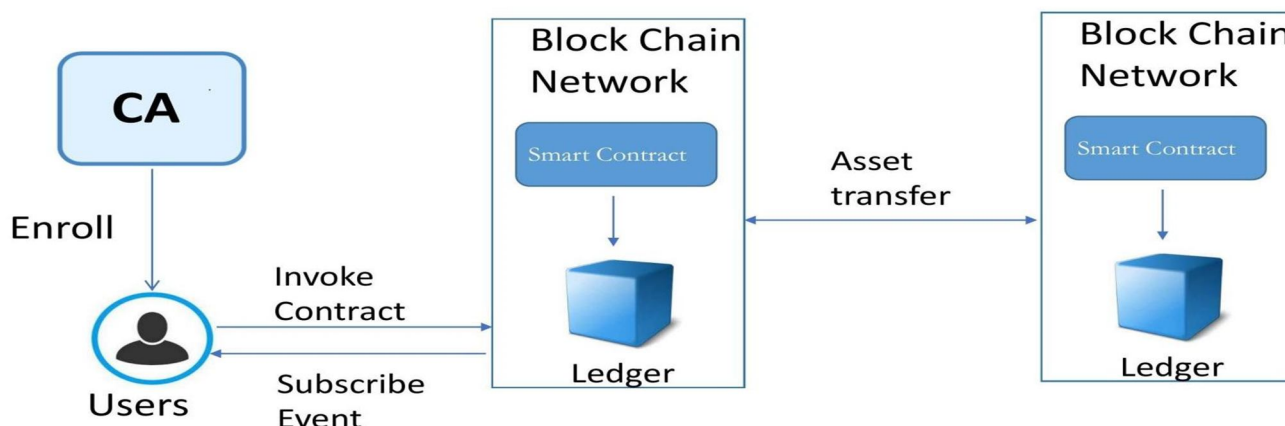 CA
Enroll
Users
Invoke
Contract
Subscribe
Event
Block Chain
Network
Smart Contract
Ledger
Asset
transfer
Block Chain
Network
Smart Contract
Ledger